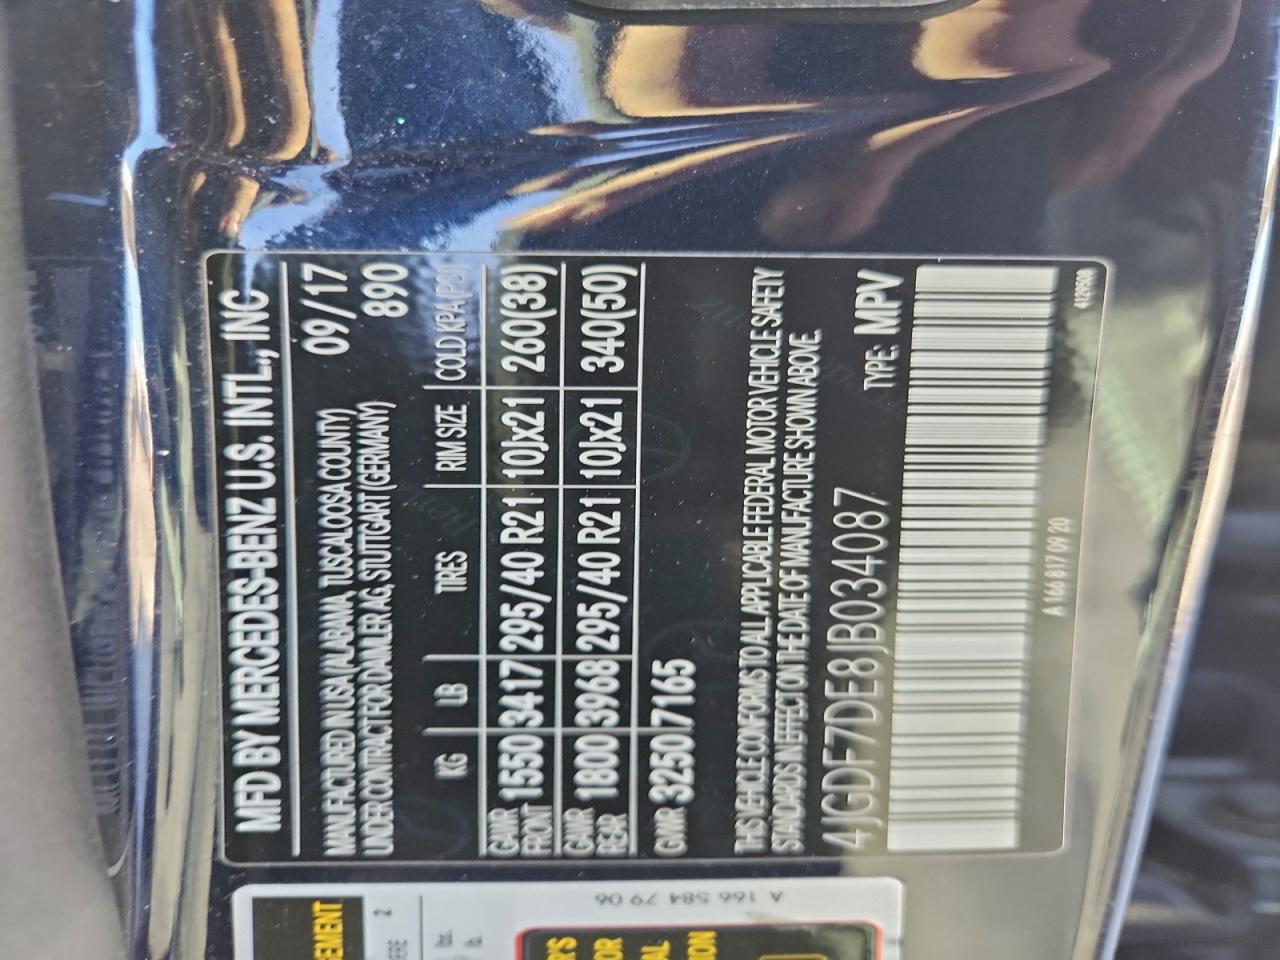 MFD BY MERCEDES-BENZ U.S. INTL., INC
MANUFACTURED IN USA (ALABAMA, TUSCALOOSA COUNTY) 09/17
UNDER CONTRACT FOR DAIMLER AG, STUTTGART (GERMANY) 890
KG LB TIRES RIM SIZE COLD KPA(PSI)
GAWR FRONT 1550 3417 295/40 R21 10Jx21 260(38)
GAWR REAR 1800 3968 295/40 R21 10Jx21 340(50)
GVWR 3250 7165
THIS VEHICLE CONFORMS TO ALL APPLICABLE FEDERAL MOTOR VEHICLE SAFETY
STANDARDS IN EFFECT ON THE DATE OF MANUFACTURE SHOWN ABOVE.
4JGDF7DE8JB034087 TYPE: MPV
A 166 817 09 20
A 166 584 79 06